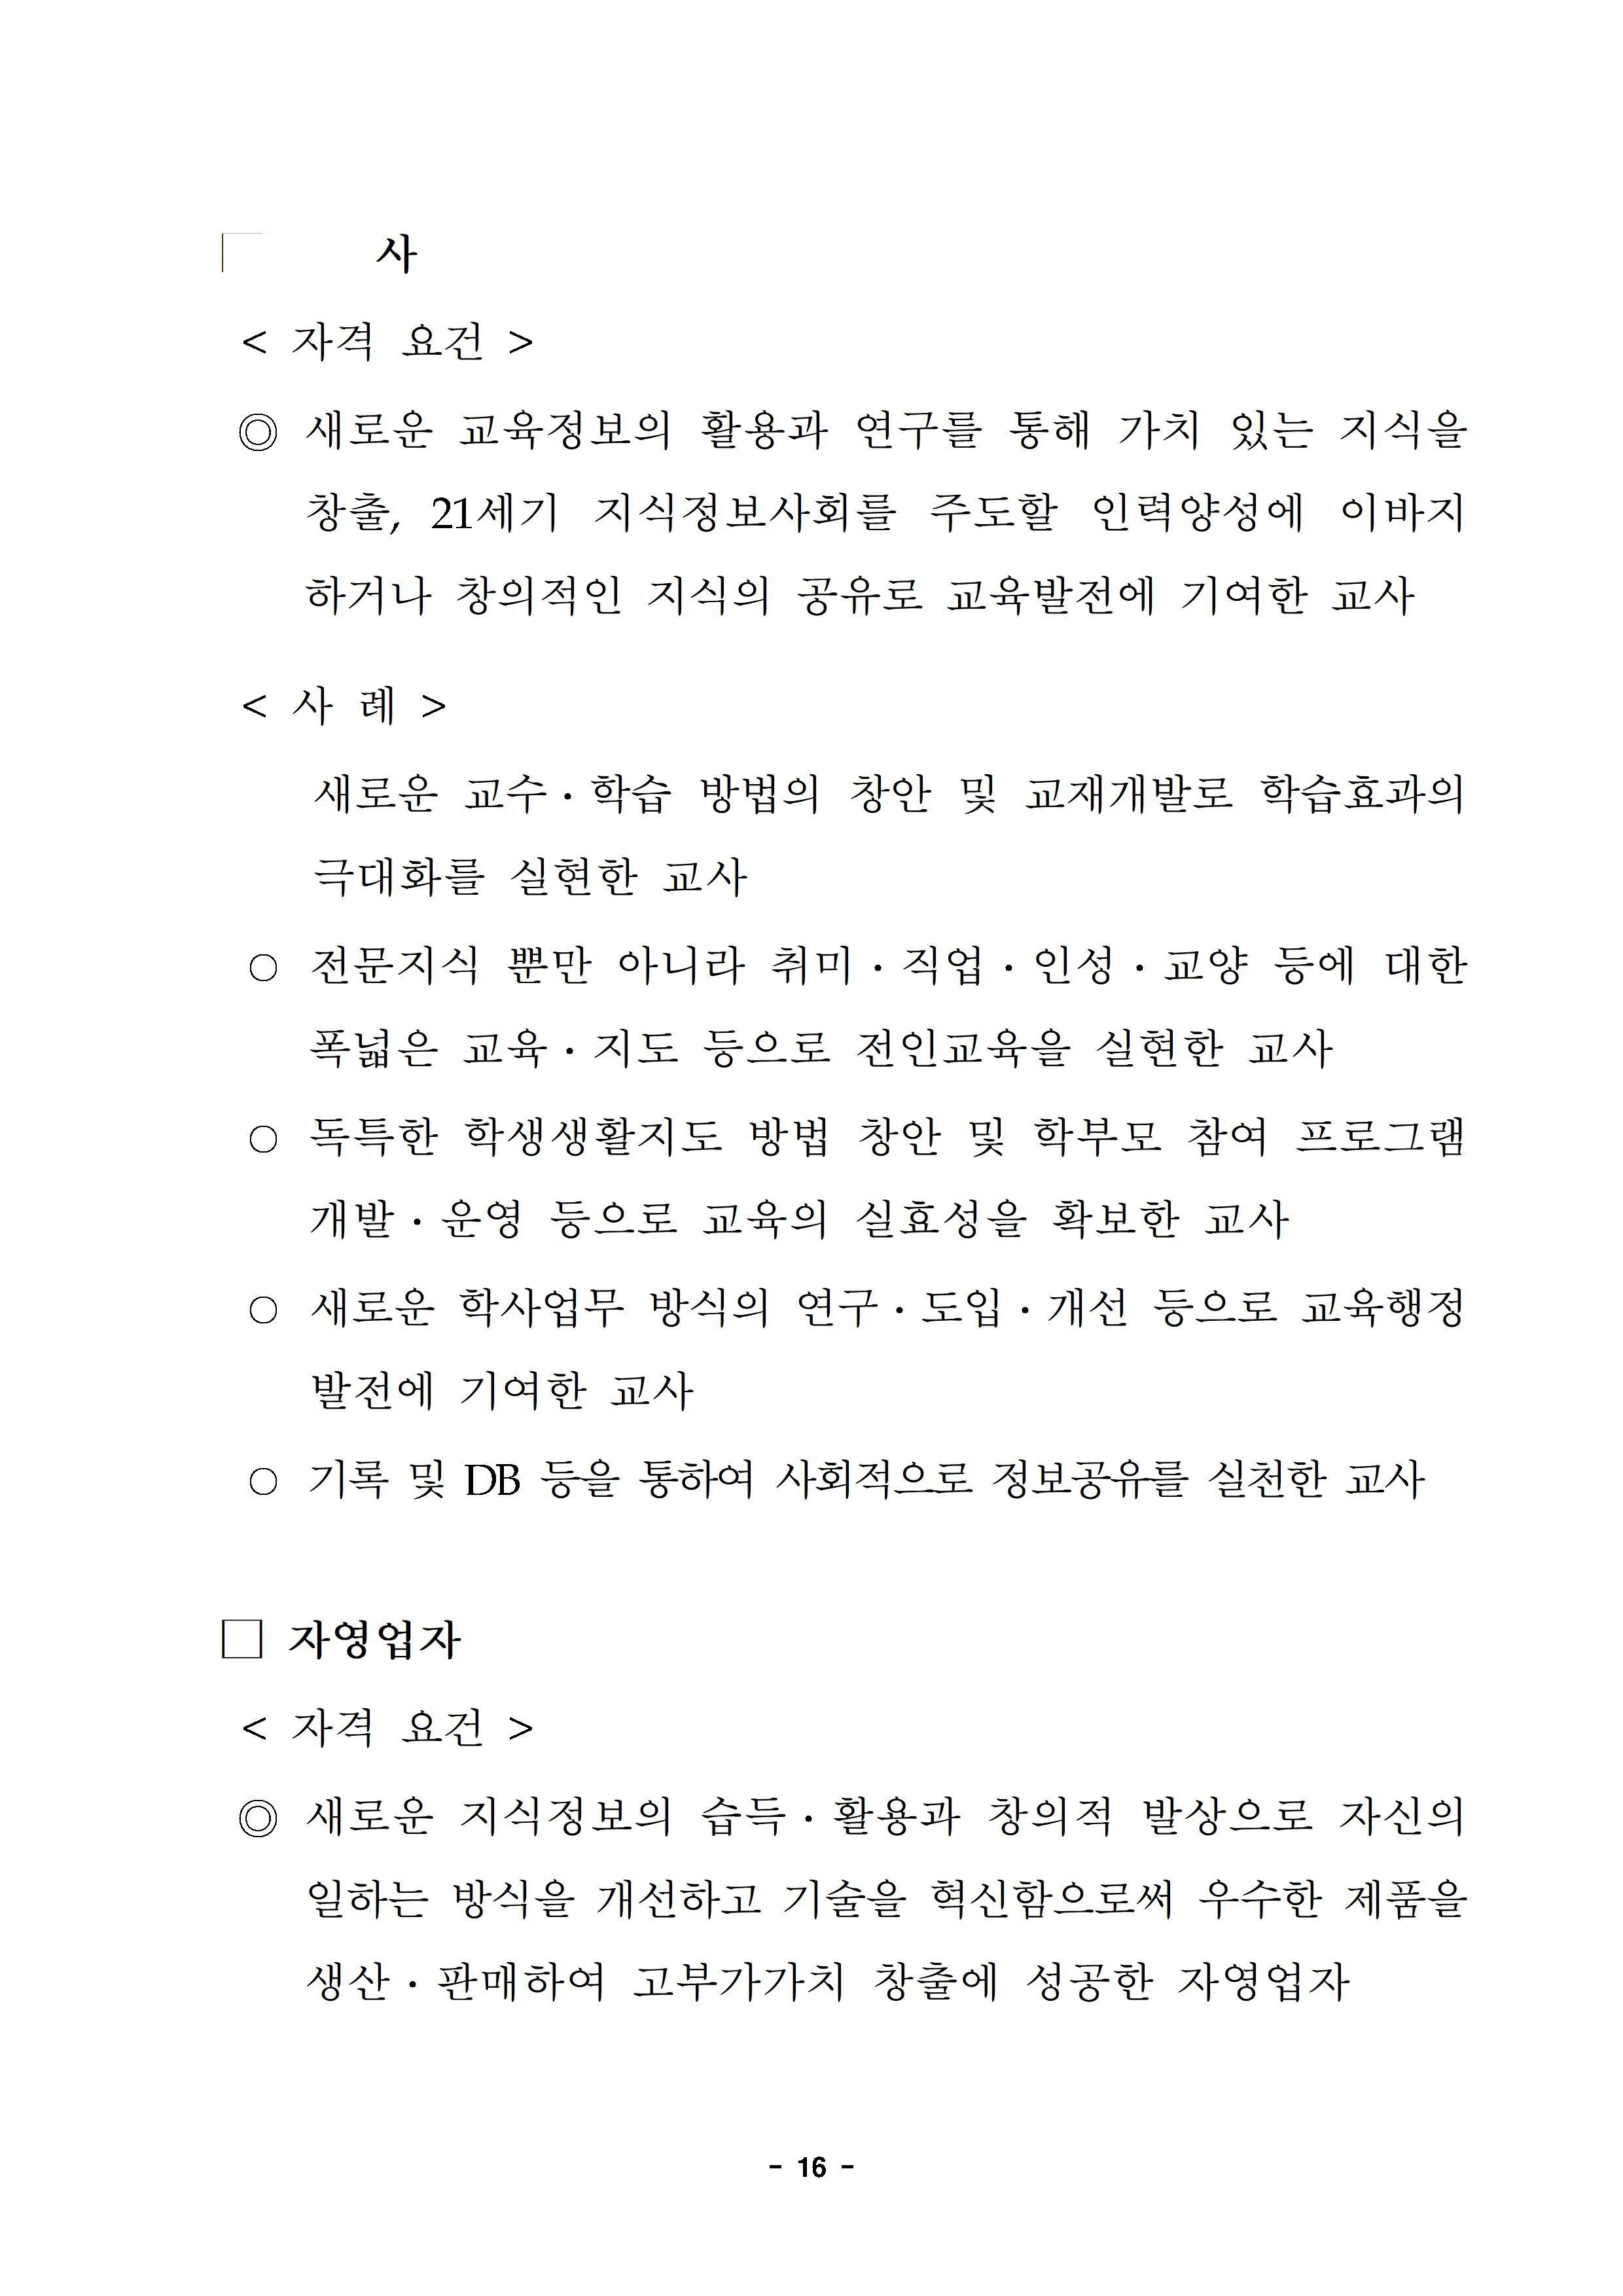 사
< 자격 요건 >
◎ 새로운 교육정보의 활용과 연구를 통해 가치 있는 지식을
창출, 21세기 지식정보사회를 주도할 인력양성에 이바지
하거나 창의적인 지식의 공유로 교육발전에 기여한 교사
< 사 례 >
새로운 교수·학습 방법의 창안 및 교재개발로 학습효과의
극대화를 실현한 교사
○ 전문지식 뿐만 아니라 취미·직업·인성·교양 등에 대한
폭넓은 교육·지도 등으로 전인교육을 실현한 교사
○ 독특한 학생생활지도 방법 창안 및 학부모 참여 프로그램
개발·운영 등으로 교육의 실효성을 확보한 교사
○ 새로운 학사업무 방식의 연구·도입·개선 등으로 교육행정
발전에 기여한 교사
○ 기록 및 DB 등을 통하여 사회적으로 정보공유를 실천한 교사
□ 자영업자
< 자격 요건 >
◎ 새로운 지식정보의 습득·활용과 창의적 발상으로 자신의
일하는 방식을 개선하고 기술을 혁신함으로써 우수한 제품을
생산·판매하여 고부가가치 창출에 성공한 자영업자
- 16 -